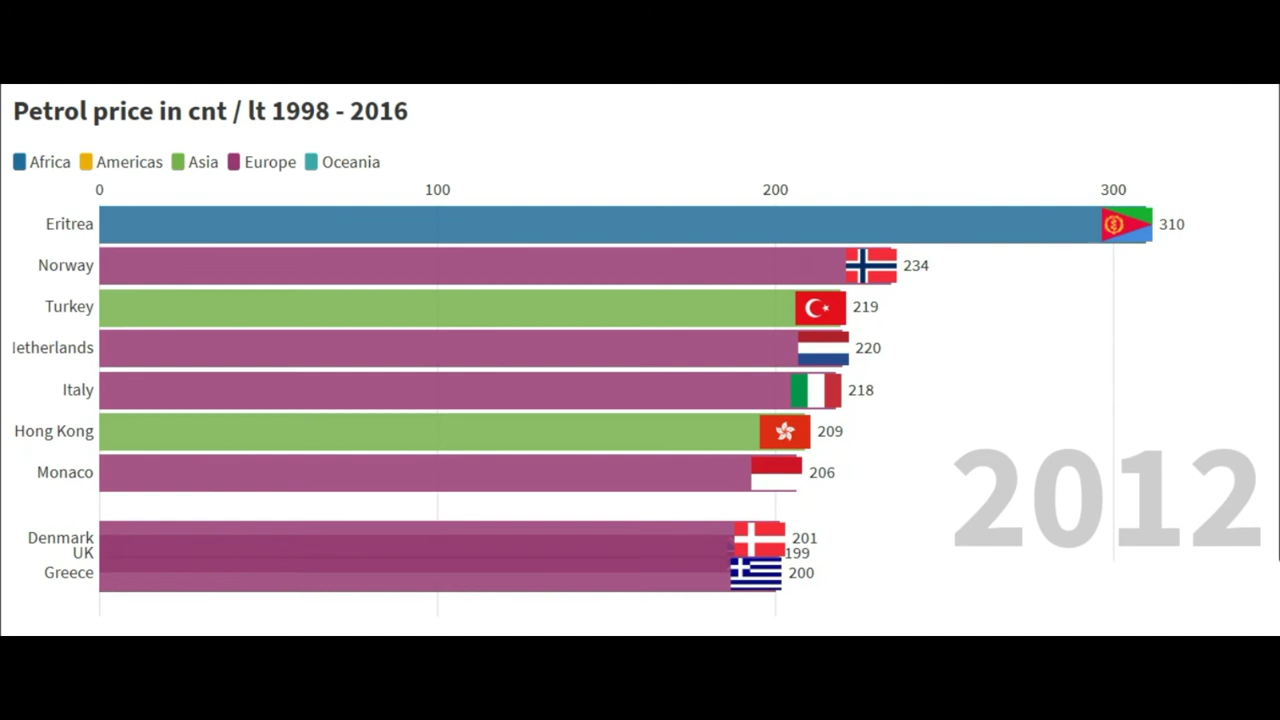 Petrol price in cnt / lt 1998 - 2016
Africa Americas Asia Europe Oceania
0 100 200 300
Eritrea 310
Norway 234
Turkey 219
letherlands 220
Italy 218
Hong Kong 209
Monaco 206
2012
Denmark 201
UK 199
Greece 200